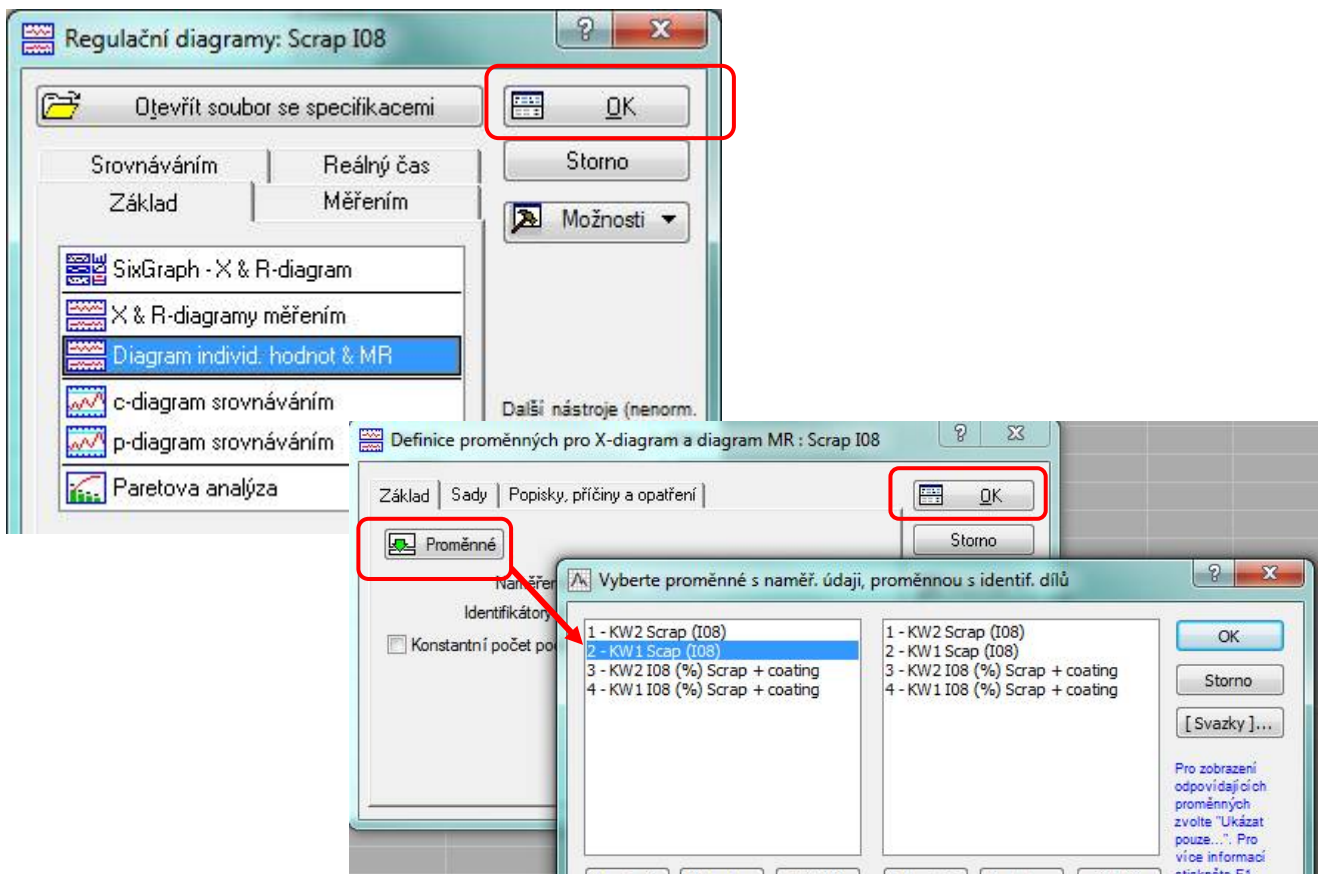 Regulační diagramy: Scrap I08
Otevřít soubor se specifikacemi
OK
Srovnáváním
Reálný čas
Storno
Základ
Měřením
Možnosti
SixGraph - X & R-diagram
X & R-diagramy měřením
Diagram individ. hodnot & MR
c-diagram srovnáváním
p-diagram srovnáváním
Paretova analýza
Další nástroje (nenorm.
Definice proměnných pro X-diagram a diagram MR : Scrap I08
Základ
Sady
Popisky, příčiny a opatření
OK
Proměnné
Storno
Identifikátory
Konstantní počet
Vyberte proměnné s naměř. údaji, proměnnou s identif. dílů
1 - KW2 Scrap (I08)
2 - KW1 Scap (I08)
3 - KW2 I08 (%) Scrap + coating
4 - KW1 I08 (%) Scrap + coating
1 - KW2 Scrap (I08)
2 - KW1 Scap (I08)
3 - KW2 I08 (%) Scrap + coating
4 - KW1 I08 (%) Scrap + coating
OK
Storno
[ Svazky ]...
Pro zobrazení
odpovídajících
proměnných
zvolte "Ukázat
pouze...". Pro
více informací